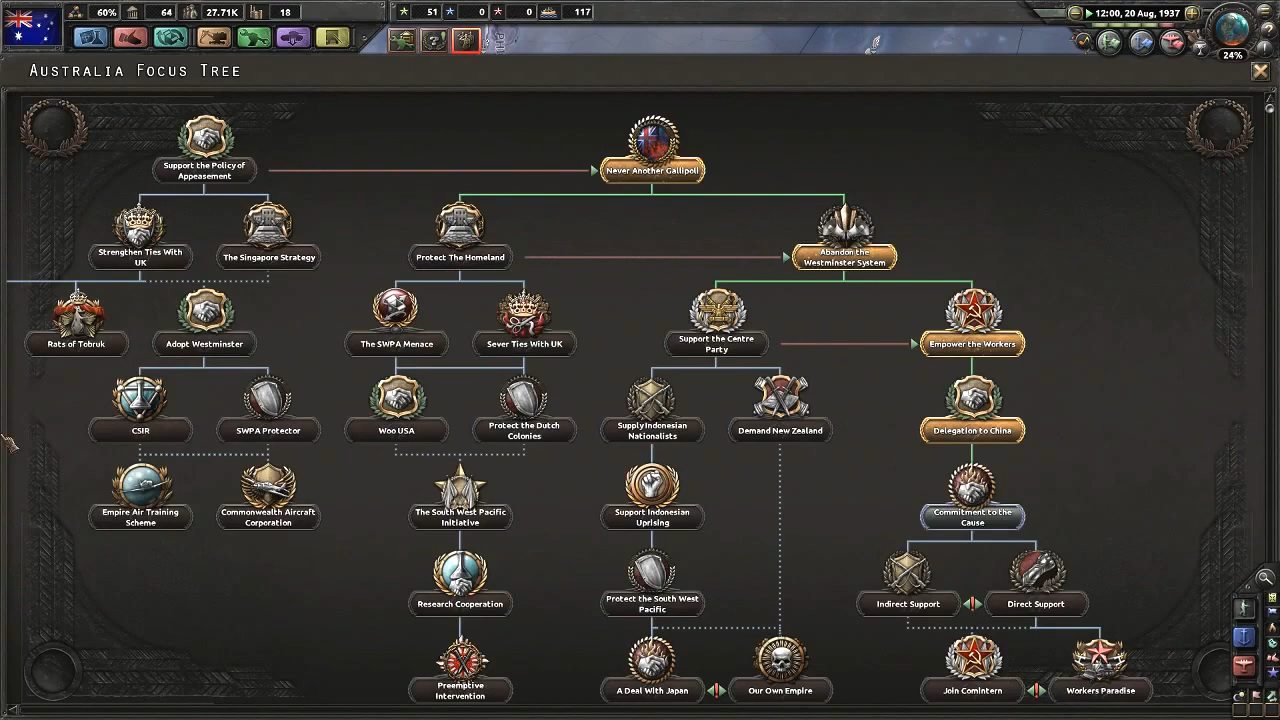 60%
64
27.71K
18
51
0
0
117
12:00, 20 Aug, 1937
24%
AUSTRALIA FOCUS TREE
Support the Policy of
Appeasement
Never Another Gallipoli
Strengthen Ties With
UK
The Singapore Strategy
Protect The Homeland
Abandon the
Westminster System
Rats of Tobruk
Adopt Westminster
The SWPA Menace
Sever Ties With UK
Support the Centre
Party
Empower the Workers
CSIR
SWPA Protector
Woo USA
Protect the Dutch
Colonies
Supply Indonesian
Nationalists
Demand New Zealand
Delegation to China
Empire Air Training
Scheme
Commonwealth Aircraft
Corporation
The South West Pacific
Initiative
Support Indonesian
Uprising
Commitment to the
Cause
Research Cooperation
Protect the South West
Pacific
Indirect Support
Direct Support
Preemptive
Intervention
A Deal With Japan
Our Own Empire
Join Comintern
Workers Paradise